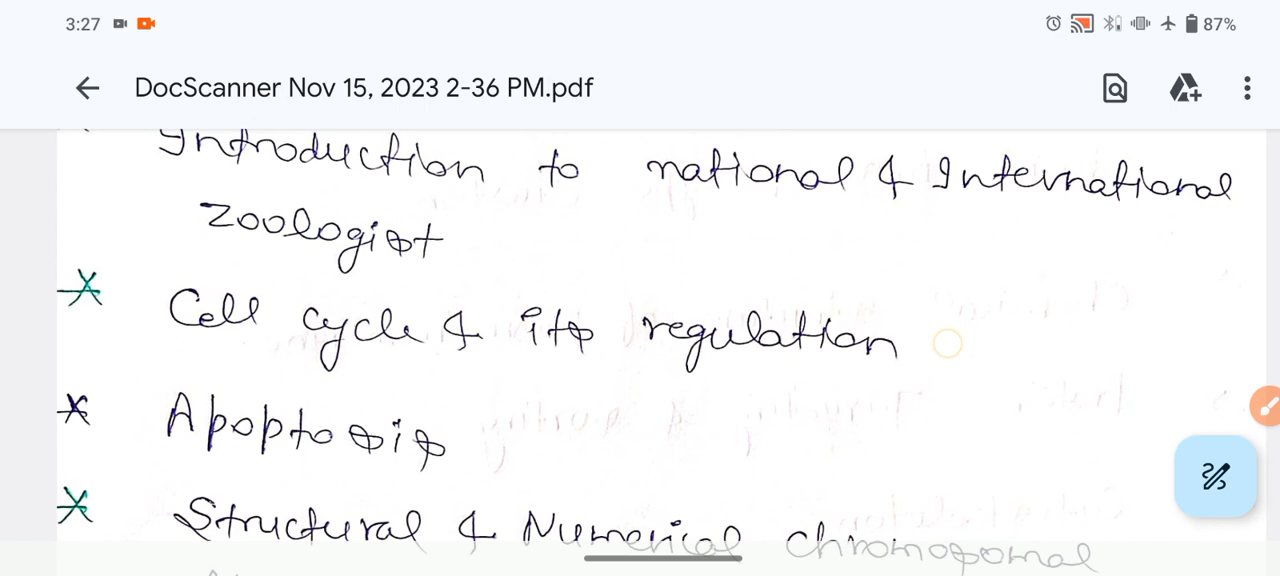 3:27 87%
DocScanner Nov 15, 2023 2-36 PM.pdf
Introduction to national & International
Zoologist
Cell cycle & its regulation
Apoptosis
Structural & Numerical chromosomal